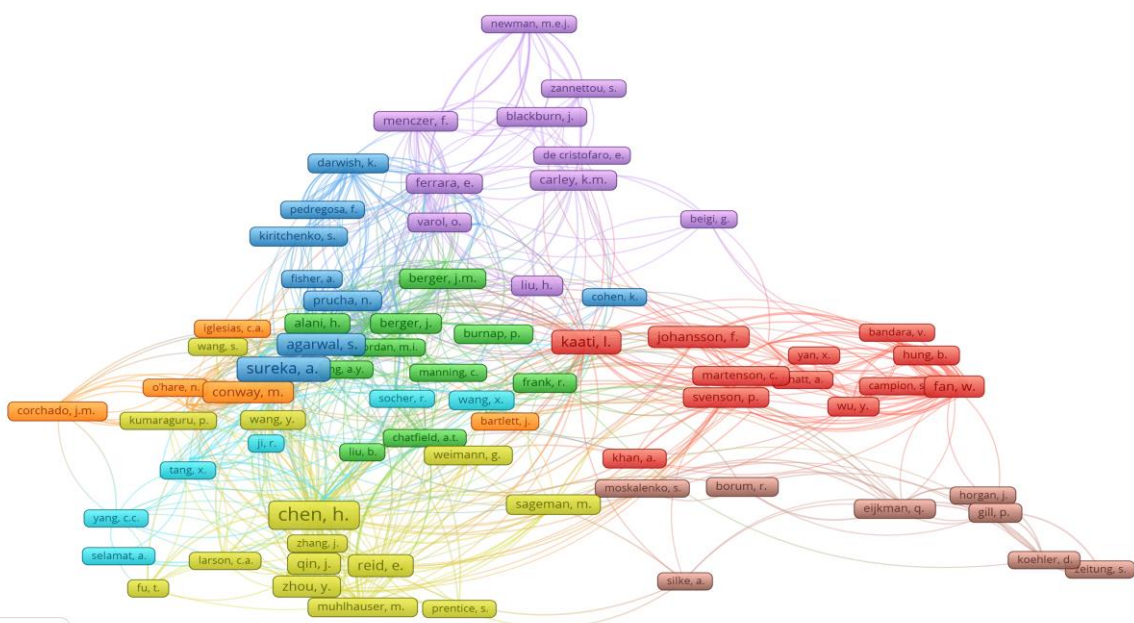 newman, m.e.j.
zannettou, s.
blackburn, j.
menczer, f.
de cristofaro, e.
darwish, k.
carley, k.m.
ferrara, e.
pedregosa, f.
beigi, g.
varol, o.
kiritchenko, s.
fisher, a.
berger, j.m.
liu, h.
cohen, k.
prucha, n.
alani, h.
berger, j.
iglesias, c.a.
burnap, p.
bandara, v.
kaati, l.
johansson, f.
wang, s.
agarwal, s.
ordan, m.i.
yan, x.
hung, b.
sureka, a.
ng, a.y.
manning, c.
frank, r.
martenson, c.
hatt, a.
campion, s
fan, w.
o'hare, n.
conway, m.
socher, r.
wang, x.
svenson, p.
wu, y.
corchado, j.m.
kumaraguru, p.
wang, y.
bartlett, j.
chatfield, a.t.
ji, r.
liu, b.
weimann, g.
khan, a.
tang, x.
moskalenko, s.
borum, r.
horgan, j.
sageman, m.
eijkman, q.
gill, p.
yang, c.c.
chen, h.
zhang, j.
selamat, a.
larson, c.a.
qin, j.
reid, e.
koehler, d.
zeitung, s.
silke, a.
fu, t.
zhou, y.
muhlhauser, m.
prentice, s.